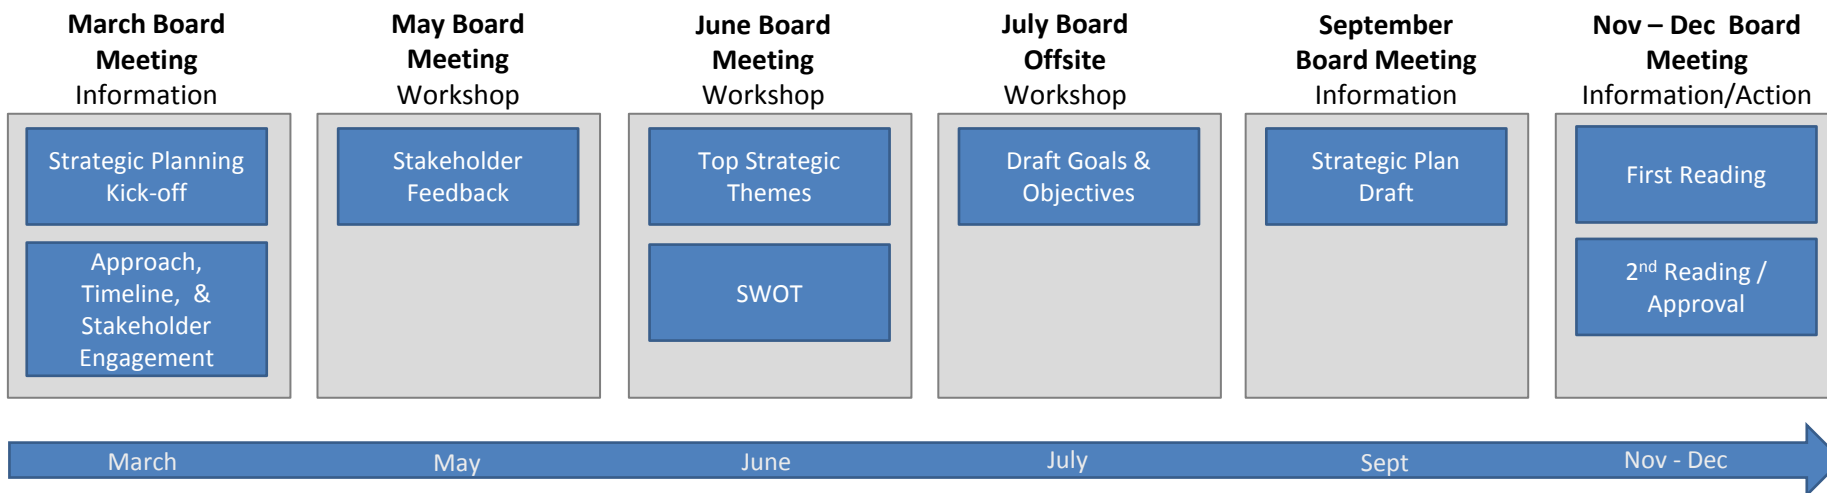 March Board
Meeting
Information
May Board
Meeting
Workshop
June Board
Meeting
Workshop
July Board
Offsite
Workshop
September
Board Meeting
Information
Nov – Dec  Board
Meeting
Information/Action
Strategic Planning
Kick-off
Approach,
Timeline,  &
Stakeholder
Engagement
Stakeholder
Feedback
Top Strategic
Themes
SWOT
Draft Goals &
Objectives
Strategic Plan
Draft
First Reading
2nd Reading /
Approval
March
May
June
July
Sept
Nov - Dec